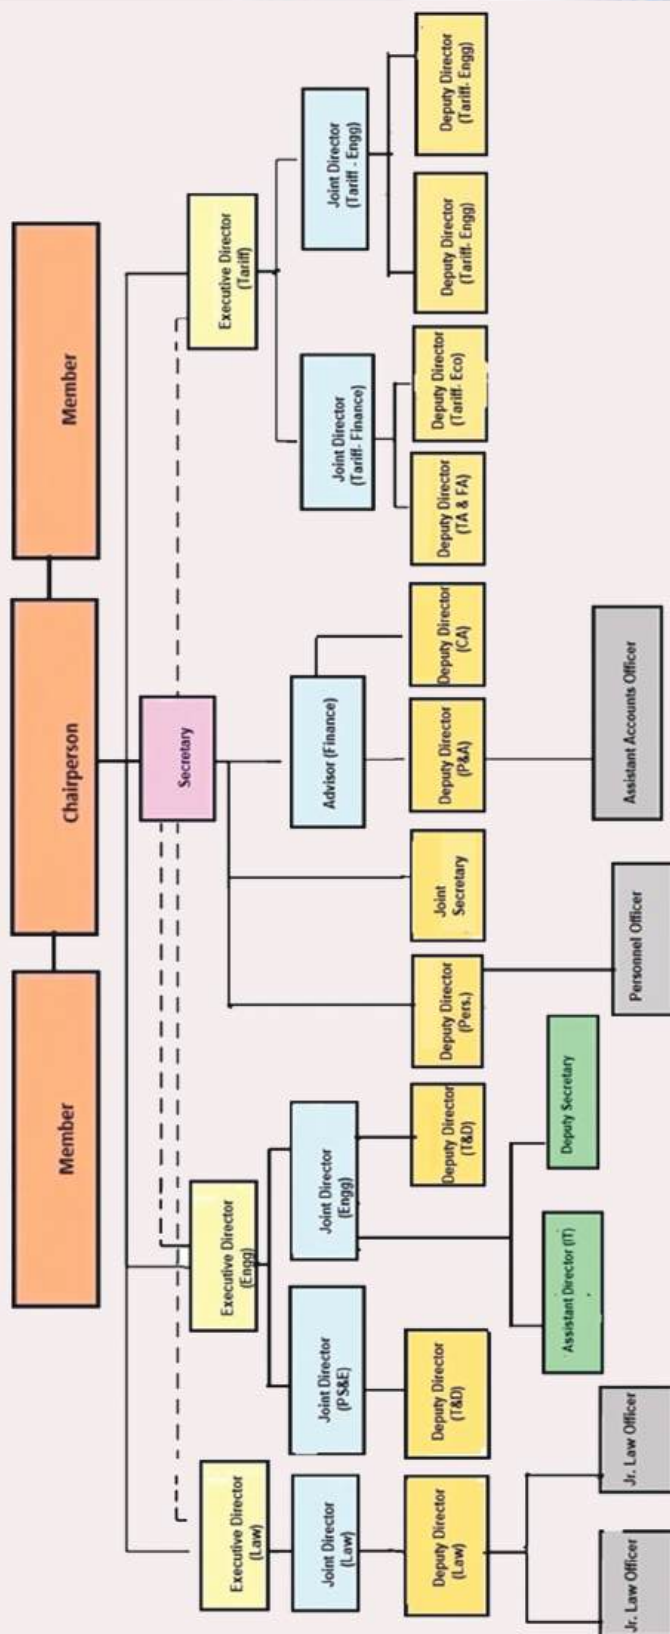 Member
Chairperson
Member
Secretary
Executive Director
(Law)
Executive Director
(Engg)
Executive Director
(Tariff)
Joint Director
(Law)
Joint Director
(PS&E)
Joint Director
(Engg)
Advisor (Finance)
Joint Director
(Tariff- Finance)
Joint Director
(Tariff - Engg)
Deputy Director
(Law)
Deputy Director
(T&D)
Deputy Director
(T&D)
Deputy Director
(Pers.)
Joint
Secretary
Deputy Director
(P&A)
Deputy Director
(CA)
Deputy Director
(TA & FA)
Deputy Director
(Tariff- Eco)
Deputy Director
(Tariff- Engg)
Deputy Director
(Tariff- Engg)
Assistant Director (IT)
Deputy Secretary
Jr. Law Officer
Jr. Law Officer
Personnel Officer
Assistant Accounts Officer